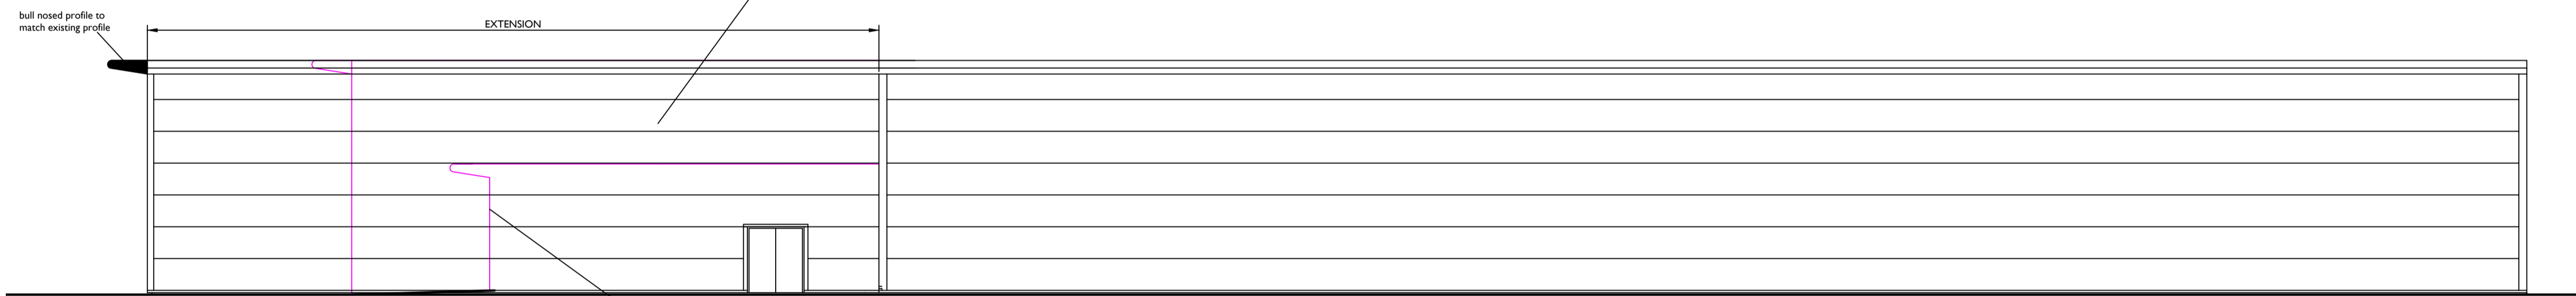 bull nosed profile to
match existing profile
EXTENSION